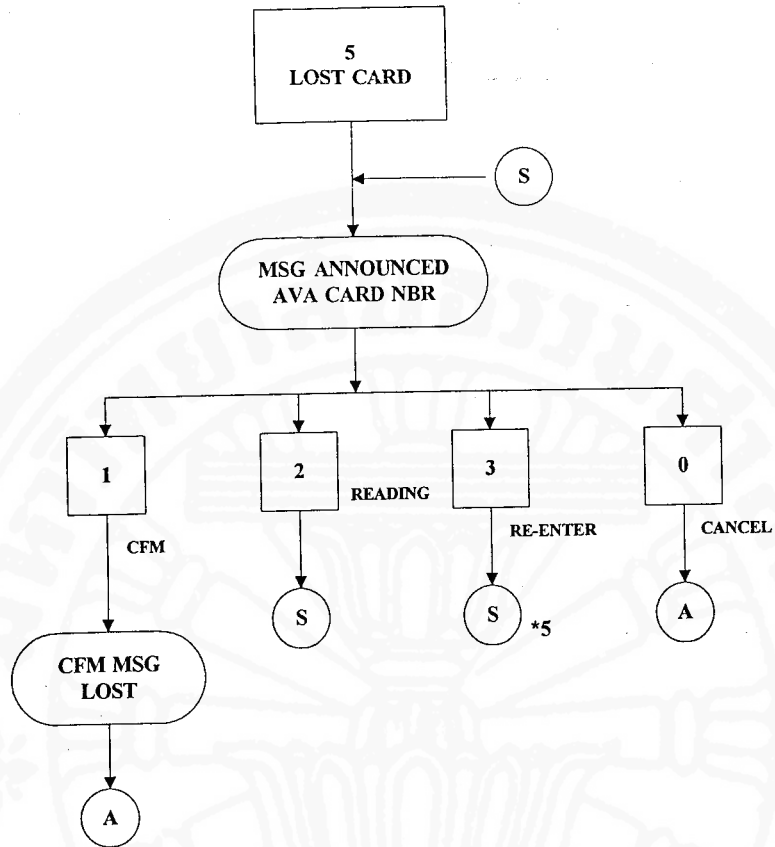 5
LOST CARD
S
MSG ANNOUNCED
AVA CARD NBR
1
2
3
0
CFM
READING
RE-ENTER
CANCEL
S
S
*5
A
CFM MSG
LOST
A